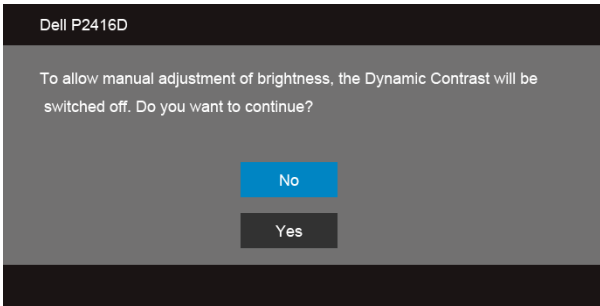 Dell P2416D
To allow manual adjustment of brightness, the Dynamic Contrast will be
switched off. Do you want to continue?
No
Yes